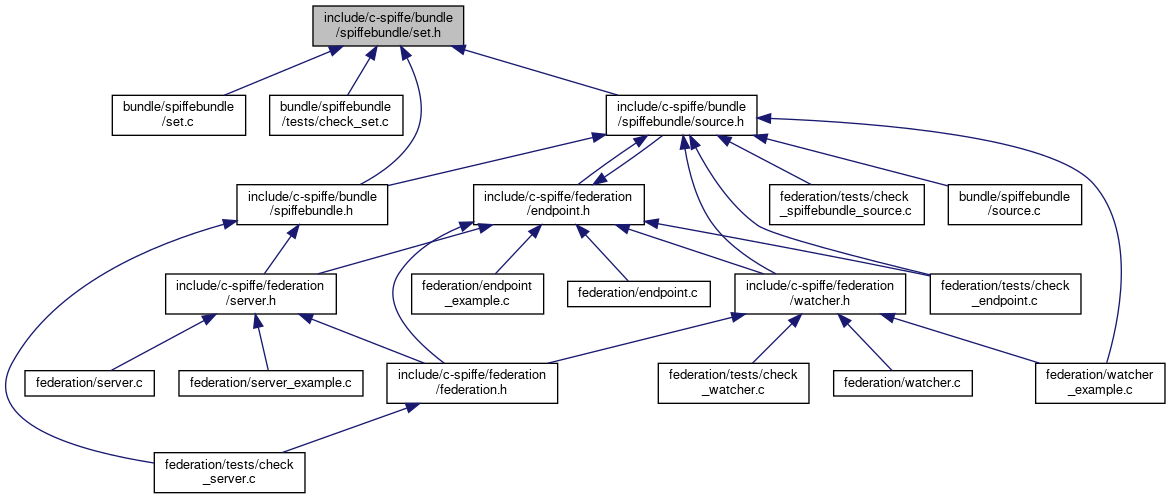 include/c-spiffe/bundle
/spiffebundle/set.h
bundle/spiffebundle
/set.c
bundle/spiffebundle
/tests/check_set.c
include/c-spiffe/bundle
/spiffebundle/source.h
include/c-spiffe/bundle
/spiffebundle.h
include/c-spiffe/federation
/endpoint.h
federation/tests/check
_spiffebundle_source.c
bundle/spiffebundle
/source.c
include/c-spiffe/federation
/server.h
federation/endpoint
_example.c
federation/endpoint.c
include/c-spiffe/federation
/watcher.h
federation/tests/check
_endpoint.c
federation/server.c
federation/server_example.c
include/c-spiffe/federation
/federation.h
federation/tests/check
_watcher.c
federation/watcher.c
federation/watcher
_example.c
federation/tests/check
_server.c